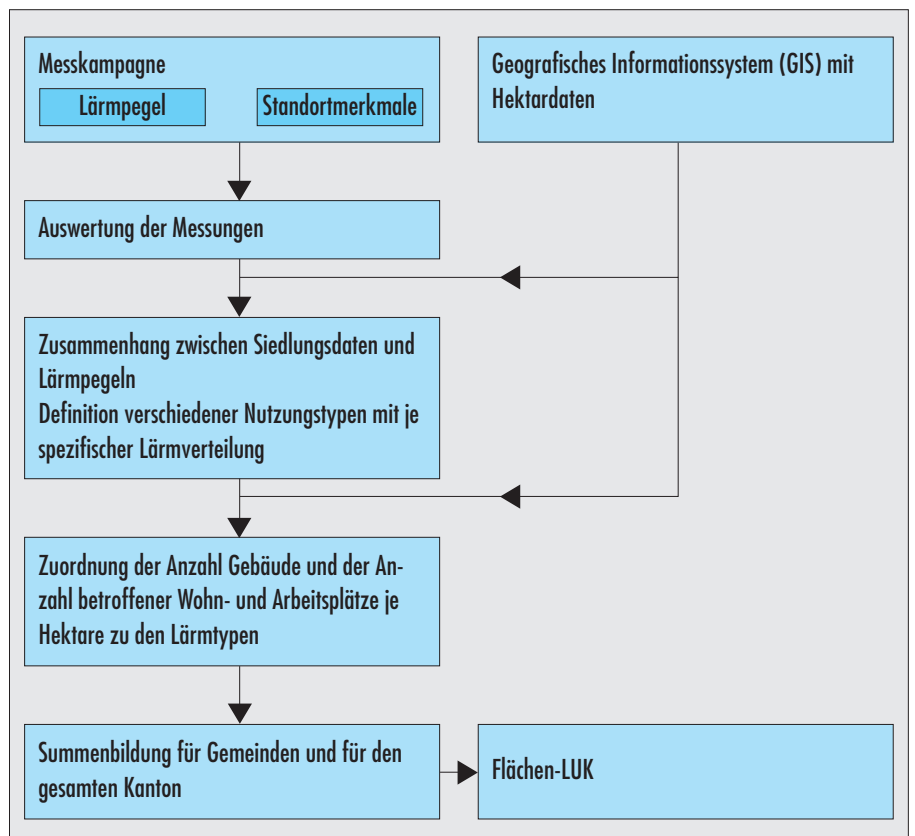 Messkampagne
Lärmpegel
Standortmerkmale
Geografisches Informationssystem (GIS) mit
Hektardaten
Auswertung der Messungen
Zusammenhang zwischen Siedlungsdaten und
Lärmpegeln
Definition verschiedener Nutzungstypen mit je
spezifischer Lärmverteilung
Zuordnung der Anzahl Gebäude und der An-
zahl betroffener Wohn- und Arbeitsplätze je
Hektare zu den Lärmtypen
Summenbildung für Gemeinden und für den
gesamten Kanton
Flächen-LUK